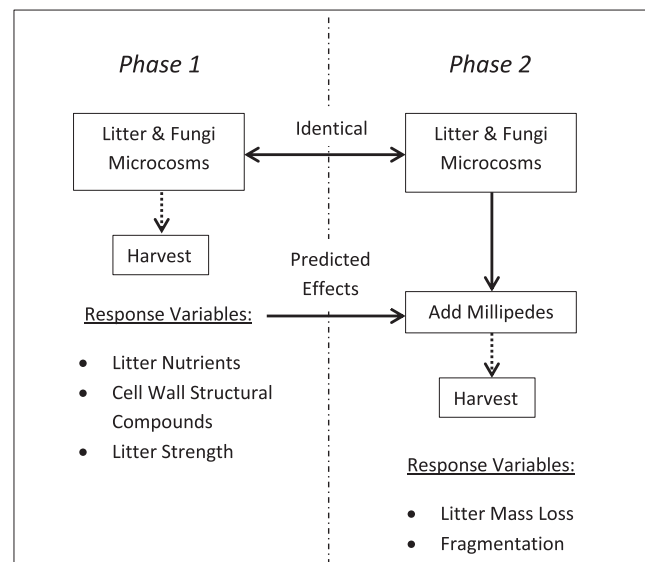 Phase 1
Litter & Fungi
Microcosms
Harvest
Response Variables:
• Litter Nutrients
• Cell Wall Structural
Compounds
• Litter Strength
Identical
Predicted
Effects
Phase 2
Litter & Fungi
Microcosms
Add Millipedes
Harvest
Response Variables:
• Litter Mass Loss
• Fragmentation